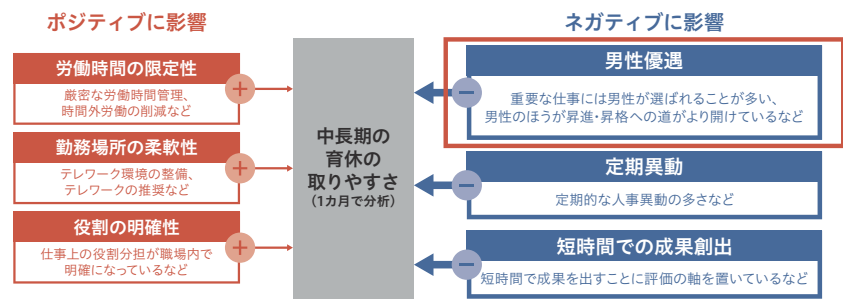 ポジティブに影響
労働時間の限定性
厳密な労働時間管理、
時間外労働の削減など
+
勤務場所の柔軟性
テレワーク環境の整備、
テレワークの推奨など
+
役割の明確性
仕事上の役割分担が職場内で
明確になっているなど
+
中長期の
育休の
取りやすさ
（1カ月で分析）
ネガティブに影響
男性優遇
重要な仕事には男性が選ばれることが多い、
男性のほうが昇進・昇格への道がより開けているなど
−
定期異動
定期的な人事異動の多さなど
−
短時間での成果創出
短時間で成果を出すことに評価の軸を置いているなど
−